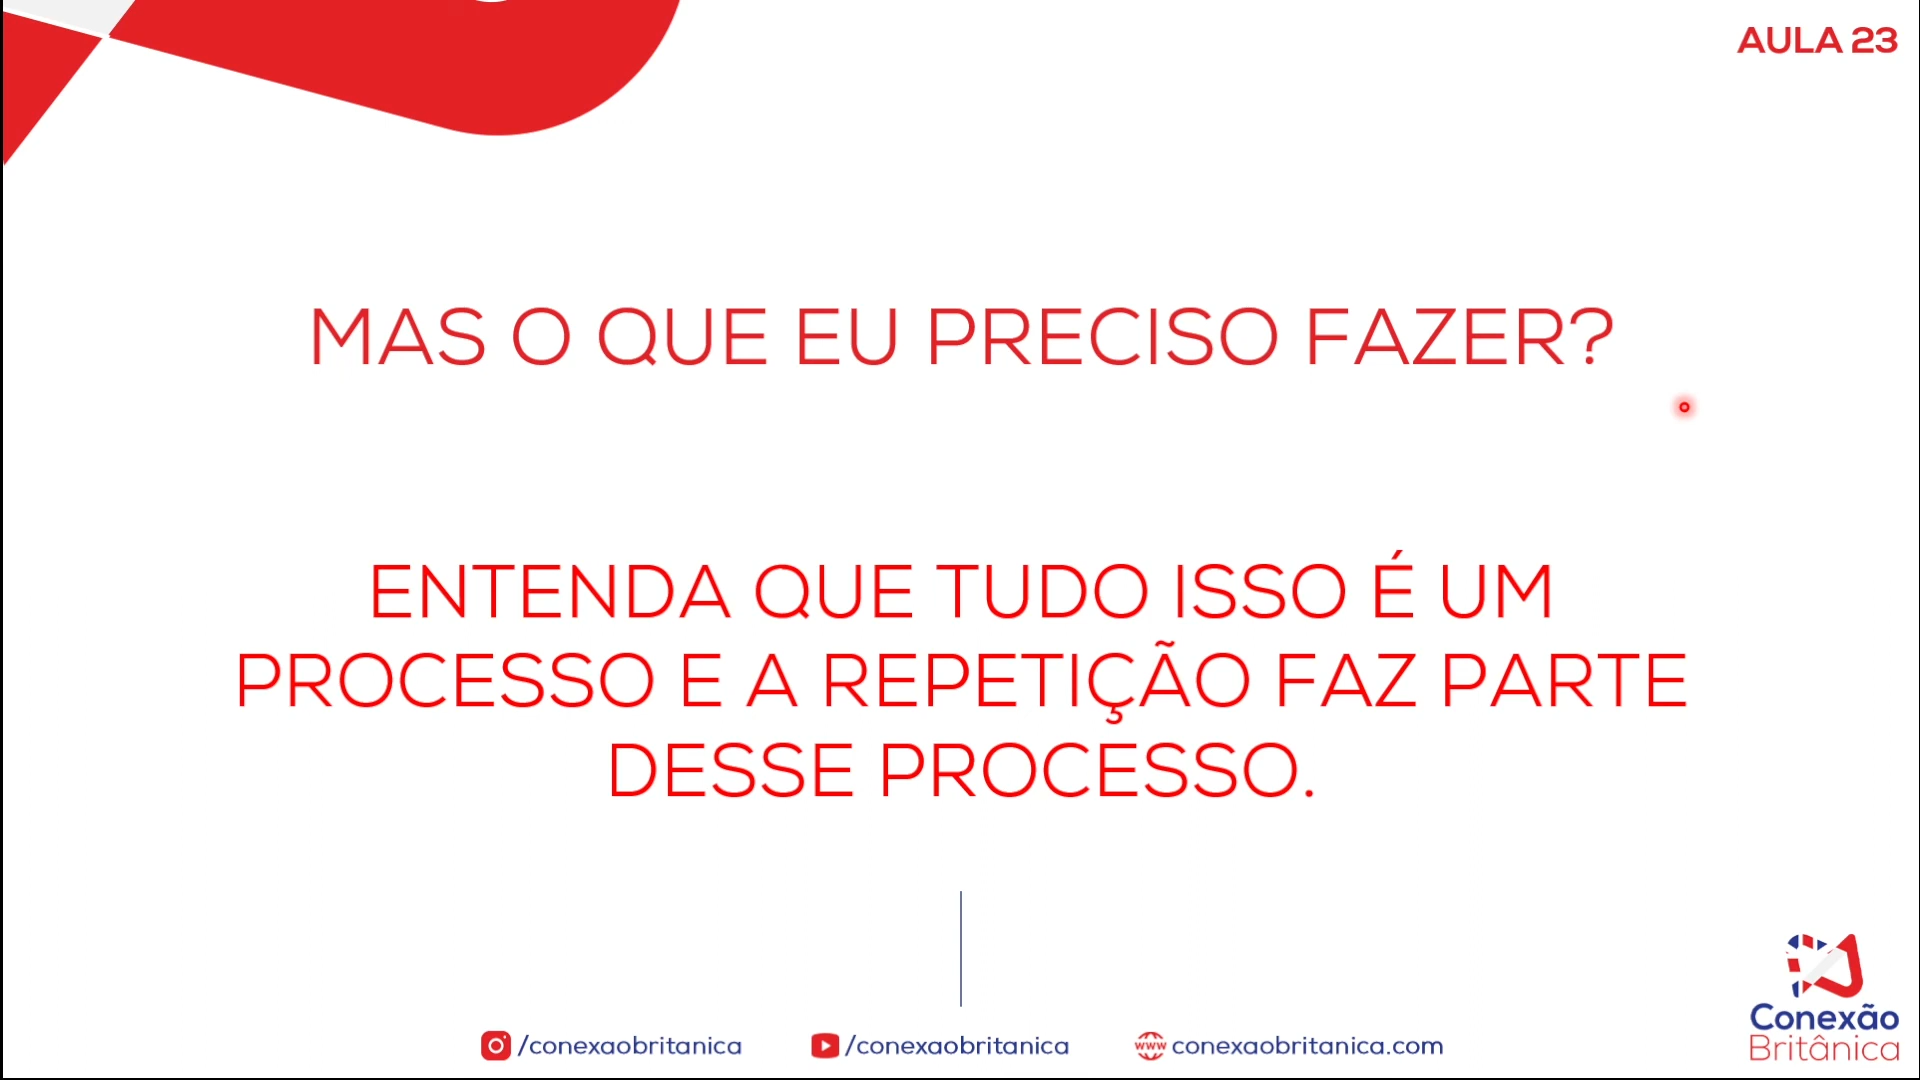 AULA 23
MAS O QUE EU PRECISO FAZER?
ENTENDA QUE TUDO ISSO É UM
PROCESSO E A REPETIÇÃO FAZ PARTE
DESSE PROCESSO.
/conexaobritanica /conexaobritanica www conexaobritanica.com
Conexão
Britânica